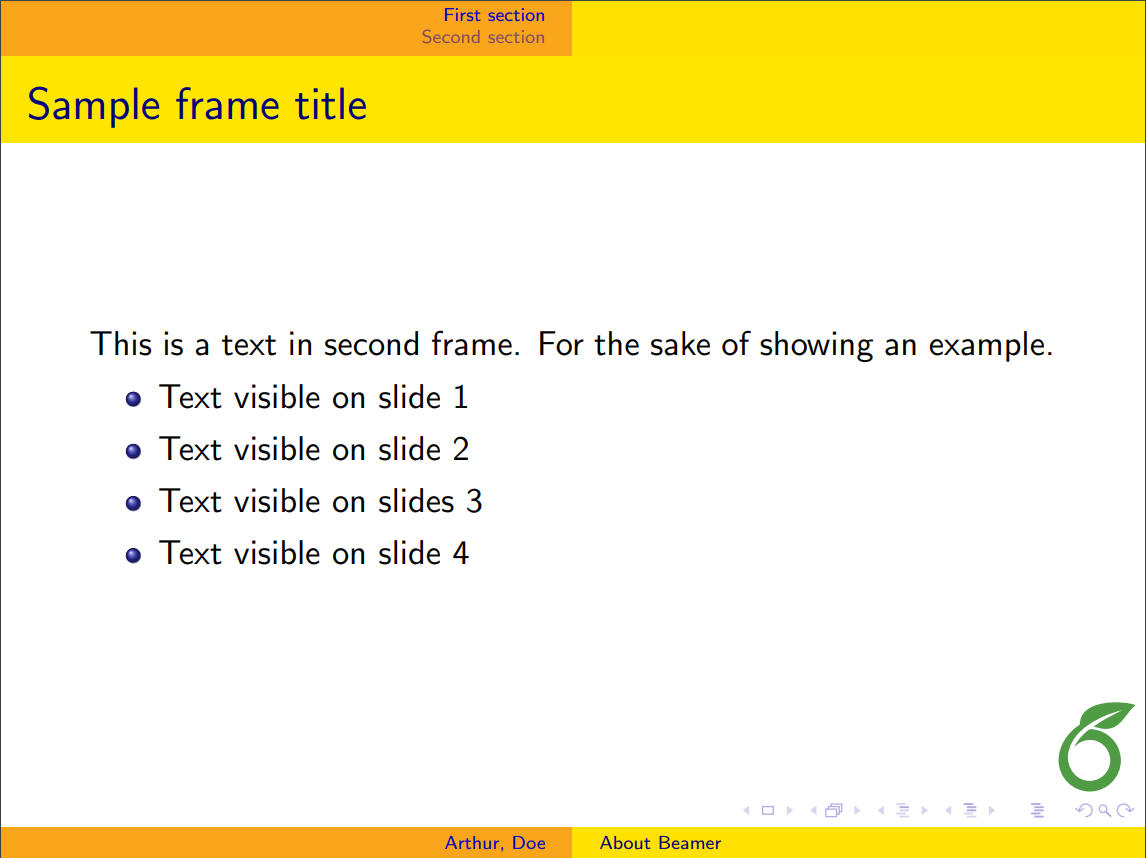 First section
Second section
Sample frame title
This is a text in second frame. For the sake of showing an example.
Text visible on slide 1
Text visible on slide 2
Text visible on slides 3
Text visible on slide 4
Arthur, Doe About Beamer